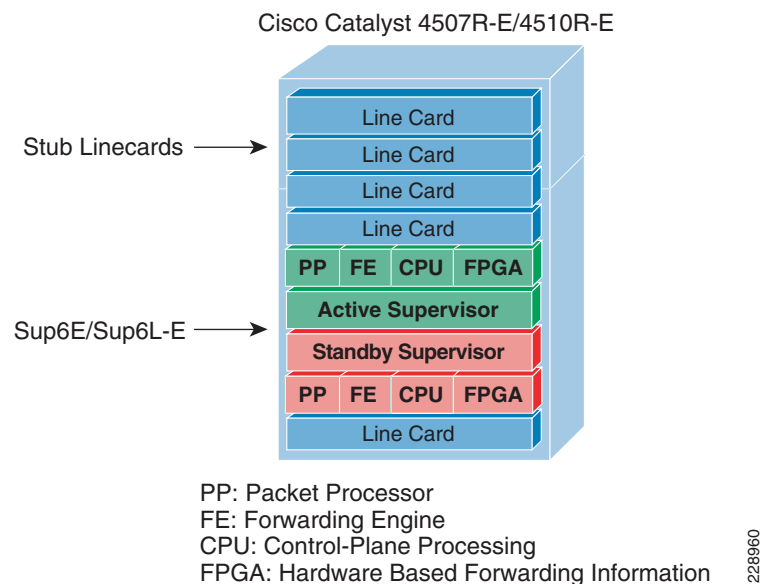 Cisco Catalyst 4507R-E/4510R-E
Line Card
Stub Linecards
Line Card
Line Card
Line Card
PP FE CPU FPGA
Active Supervisor
Sup6E/Sup6L-E
Standby Supervisor
PP FE CPU FPGA
Line Card
PP: Packet Processor
FE: Forwarding Engine
CPU: Control-Plane Processing
FPGA: Hardware Based Forwarding Information
228960